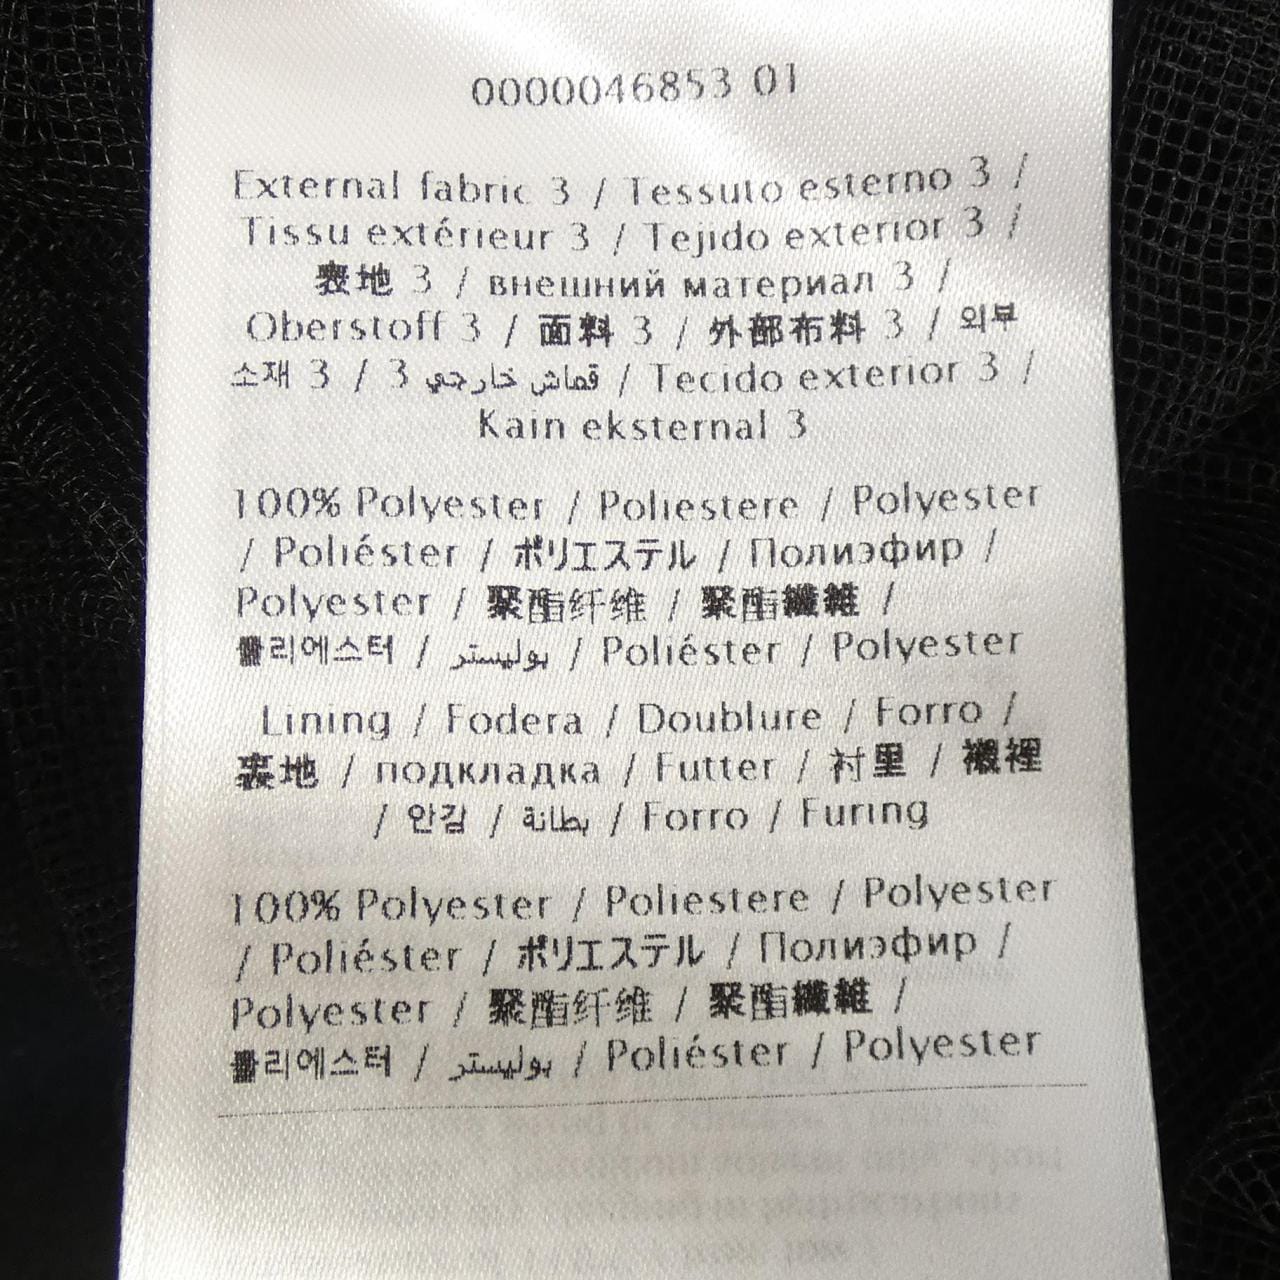 0000046853 01
External fabric 3 / Tessuto esterno 3 /
Tissu extérieur 3 / Tejido exterior 3 /
表地 3 / внешний материал 3 /
Oberstoff 3 / 面料 3 / 外部布料 3 / 외부
소재 3 / 3 قماش خارجي / Tecido exterior 3 /
Kain eksternal 3
100% Polyester / Poliestere / Polyester
/ Poliéster / ポリエステル / Полиэфир /
Polyester / 聚酯纤维 / 聚酯纖維 /
폴리에스터 / بوليستر / Poliéster / Polyester
Lining / Fodera / Doublure / Forro /
裏地 / подкладка / Futter / 衬里 / 襯裡
/ 안감 / بطانة / Forro / Furing
100% Polyester / Poliestere / Polyester
/ Poliéster / ポリエステル / Полиэфир /
Polyester / 聚酯纤维 / 聚酯纖維 /
폴리에스터 / بوليستر / Poliéster / Polyester